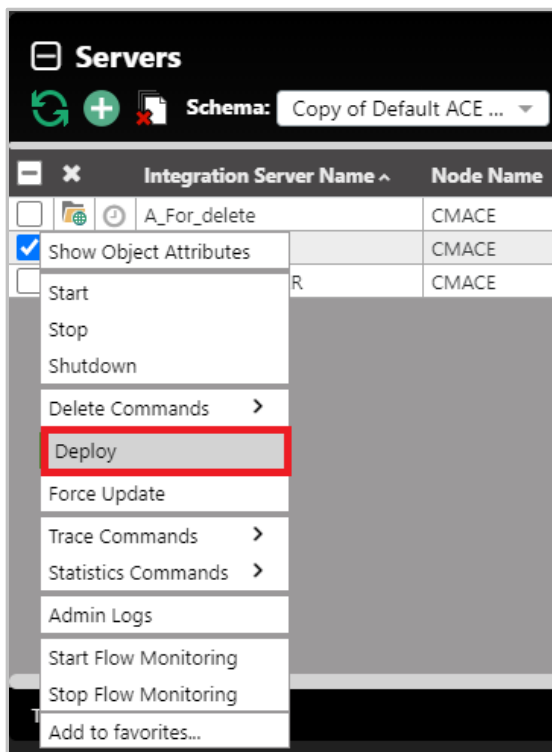 Servers
Schema: Copy of Default ACE ...
Integration Server Name Node Name
A_For_delete CMACE
CMACE
R CMACE
Show Object Attributes
Start
Stop
Shutdown
Delete Commands
Deploy
Force Update
Trace Commands
Statistics Commands
Admin Logs
Start Flow Monitoring
Stop Flow Monitoring
Add to favorites...